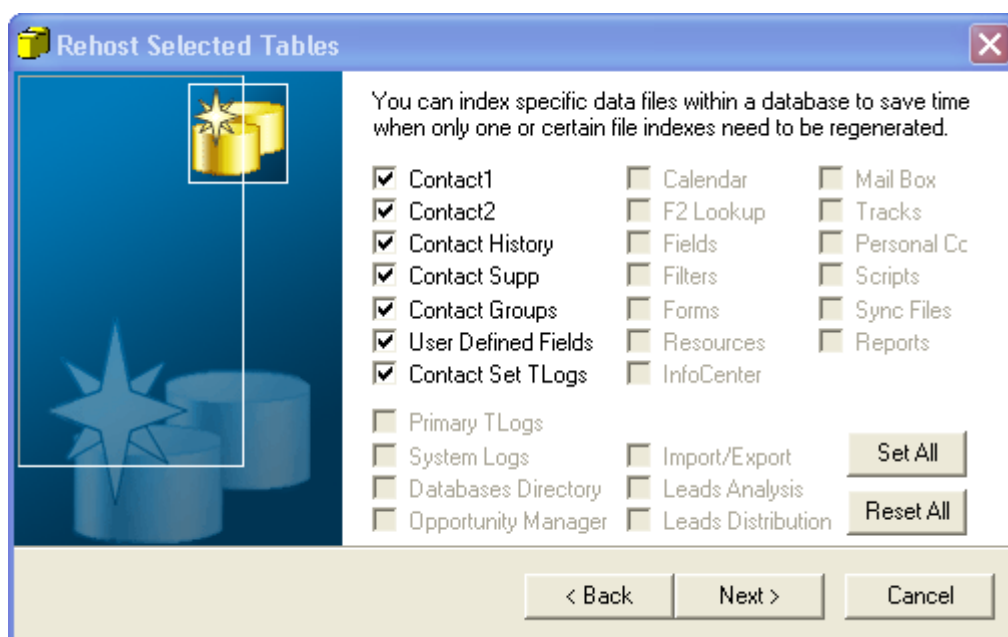 Rehost Selected Tables
You can index specific data files within a database to save time
when only one or certain file indexes need to be regenerated.
Contact1
Contact2
Contact History
Contact Supp
Contact Groups
User Defined Fields
Contact Set TLogs
Calendar
F2 Lookup
Fields
Filters
Forms
Resources
InfoCenter
Mail Box
Tracks
Personal Cc
Scripts
Sync Files
Reports
Primary TLogs
System Logs
Databases Directory
Opportunity Manager
Import/Export
Leads Analysis
Leads Distribution
Set All
Reset All
< Back
Next >
Cancel